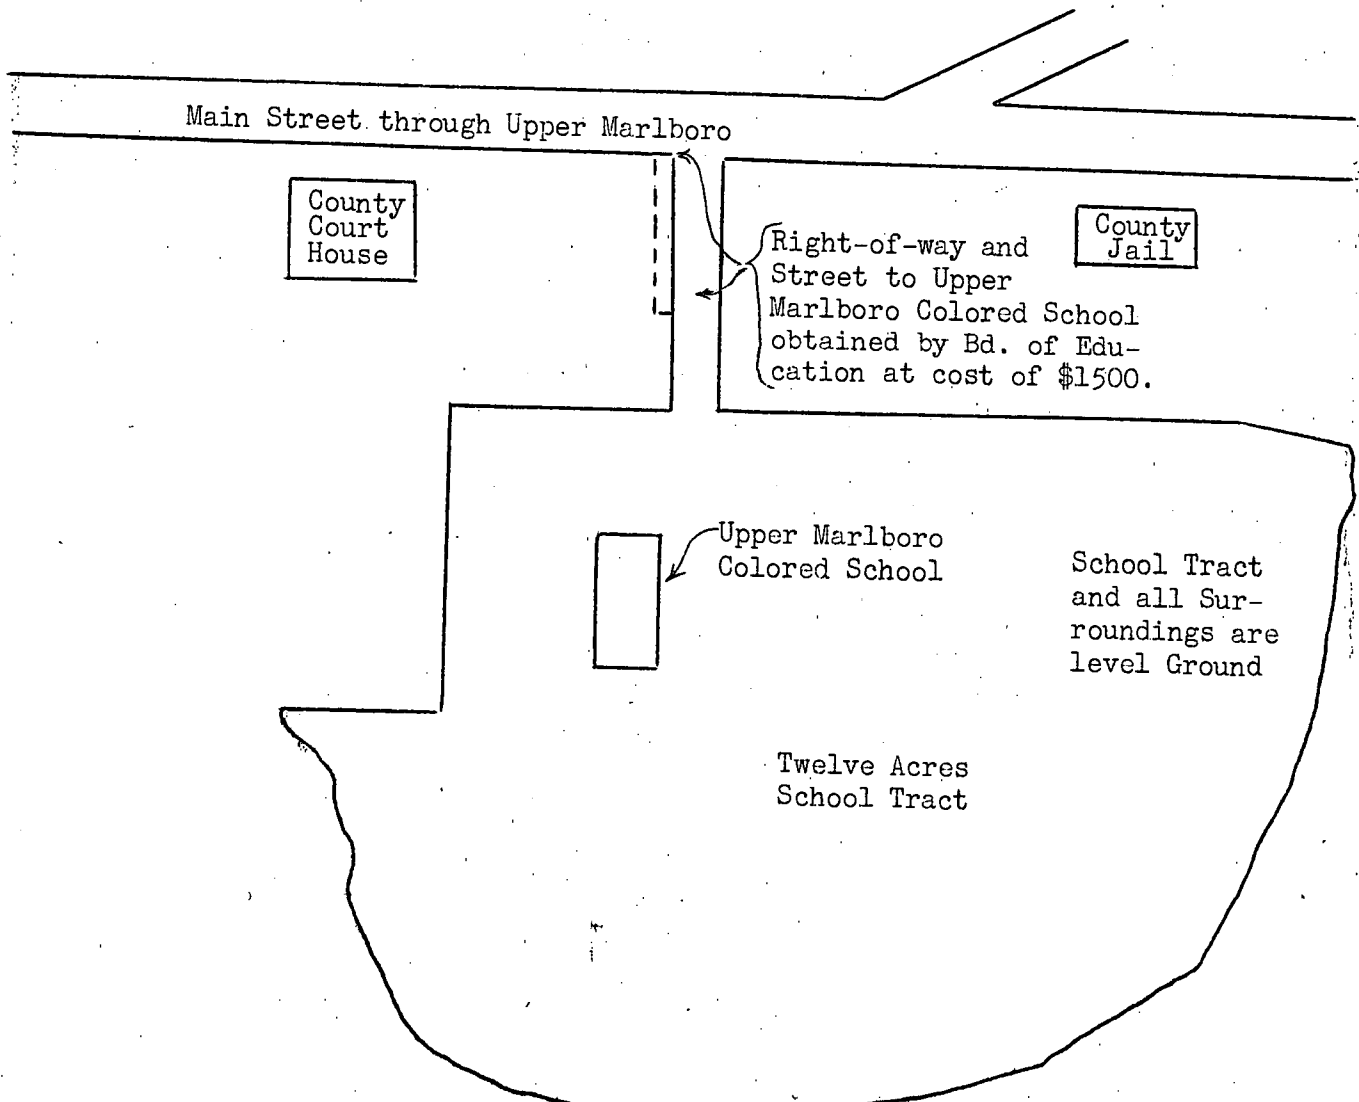 Main Street through Upper Marlboro
County
Court
House
Right-of-way and
Street to Upper
Marlboro Colored School
obtained by Bd. of Edu-
cation at cost of $1500.
County
Jail
Upper Marlboro
Colored School
School Tract
and all Sur-
roundings are
level Ground
Twelve Acres
School Tract